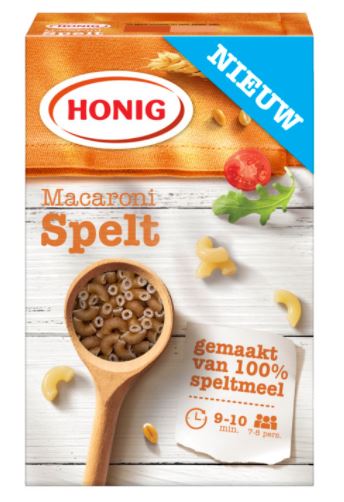 NIEUW
HONIG
Macaroni
Spelt
gemaakt
van 100%
speltmeel
9-10
min.
7-8 pers.